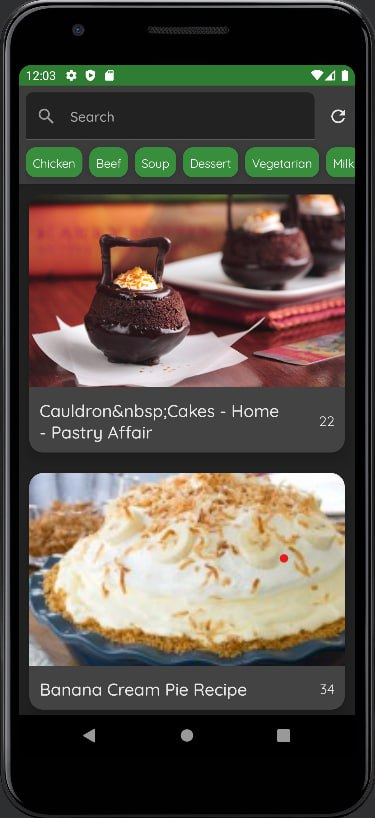 12:03
Search
Chicken
Beef
Soup
Dessert
Vegetarian
Milk
Cauldron&nbsp;Cakes - Home
- Pastry Affair
22
Banana Cream Pie Recipe
34